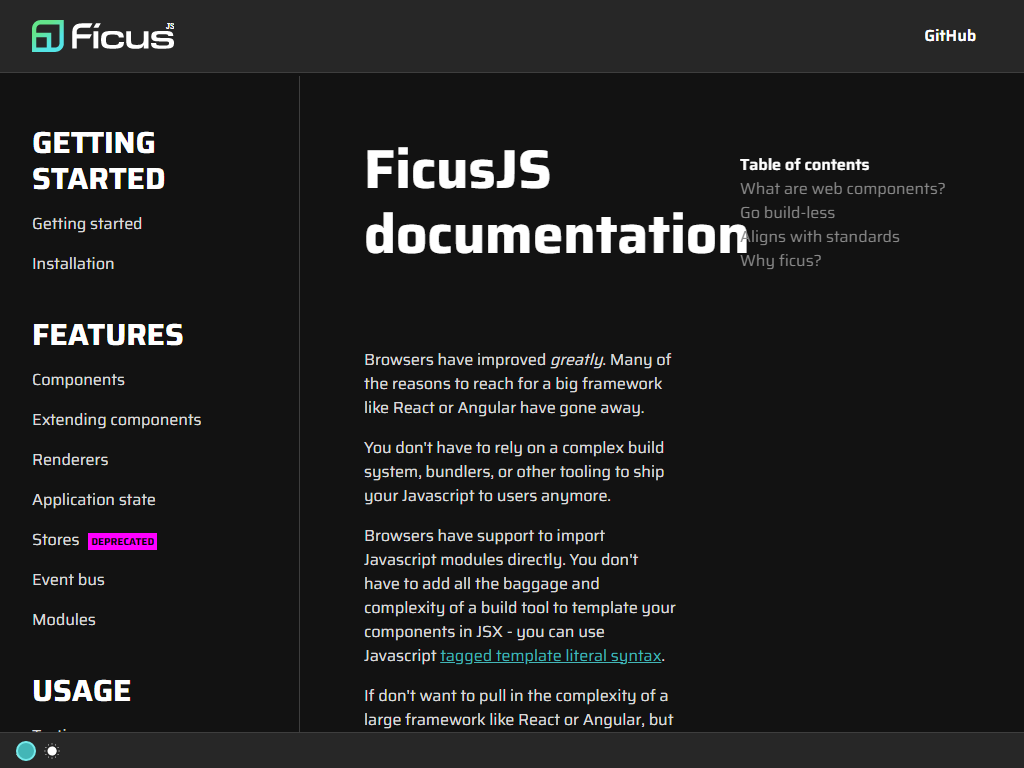 Ficus JS
GitHub
GETTING
STARTED
Getting started
Installation
FEATURES
Components
Extending components
Renderers
Application state
Stores DEPRECATED
Event bus
Modules
USAGE
FicusJS
documentation
Browsers have improved greatly. Many of
the reasons to reach for a big framework
like React or Angular have gone away.
You don't have to rely on a complex build
system, bundlers, or other tooling to ship
your Javascript to users anymore.
Browsers have support to import
Javascript modules directly. You don't
have to add all the baggage and
complexity of a build tool to template your
components in JSX - you can use
Javascript tagged template literal syntax.
If don't want to pull in the complexity of a
large framework like React or Angular, but
Table of contents
What are web components?
Go build-less
Aligns with standards
Why ficus?